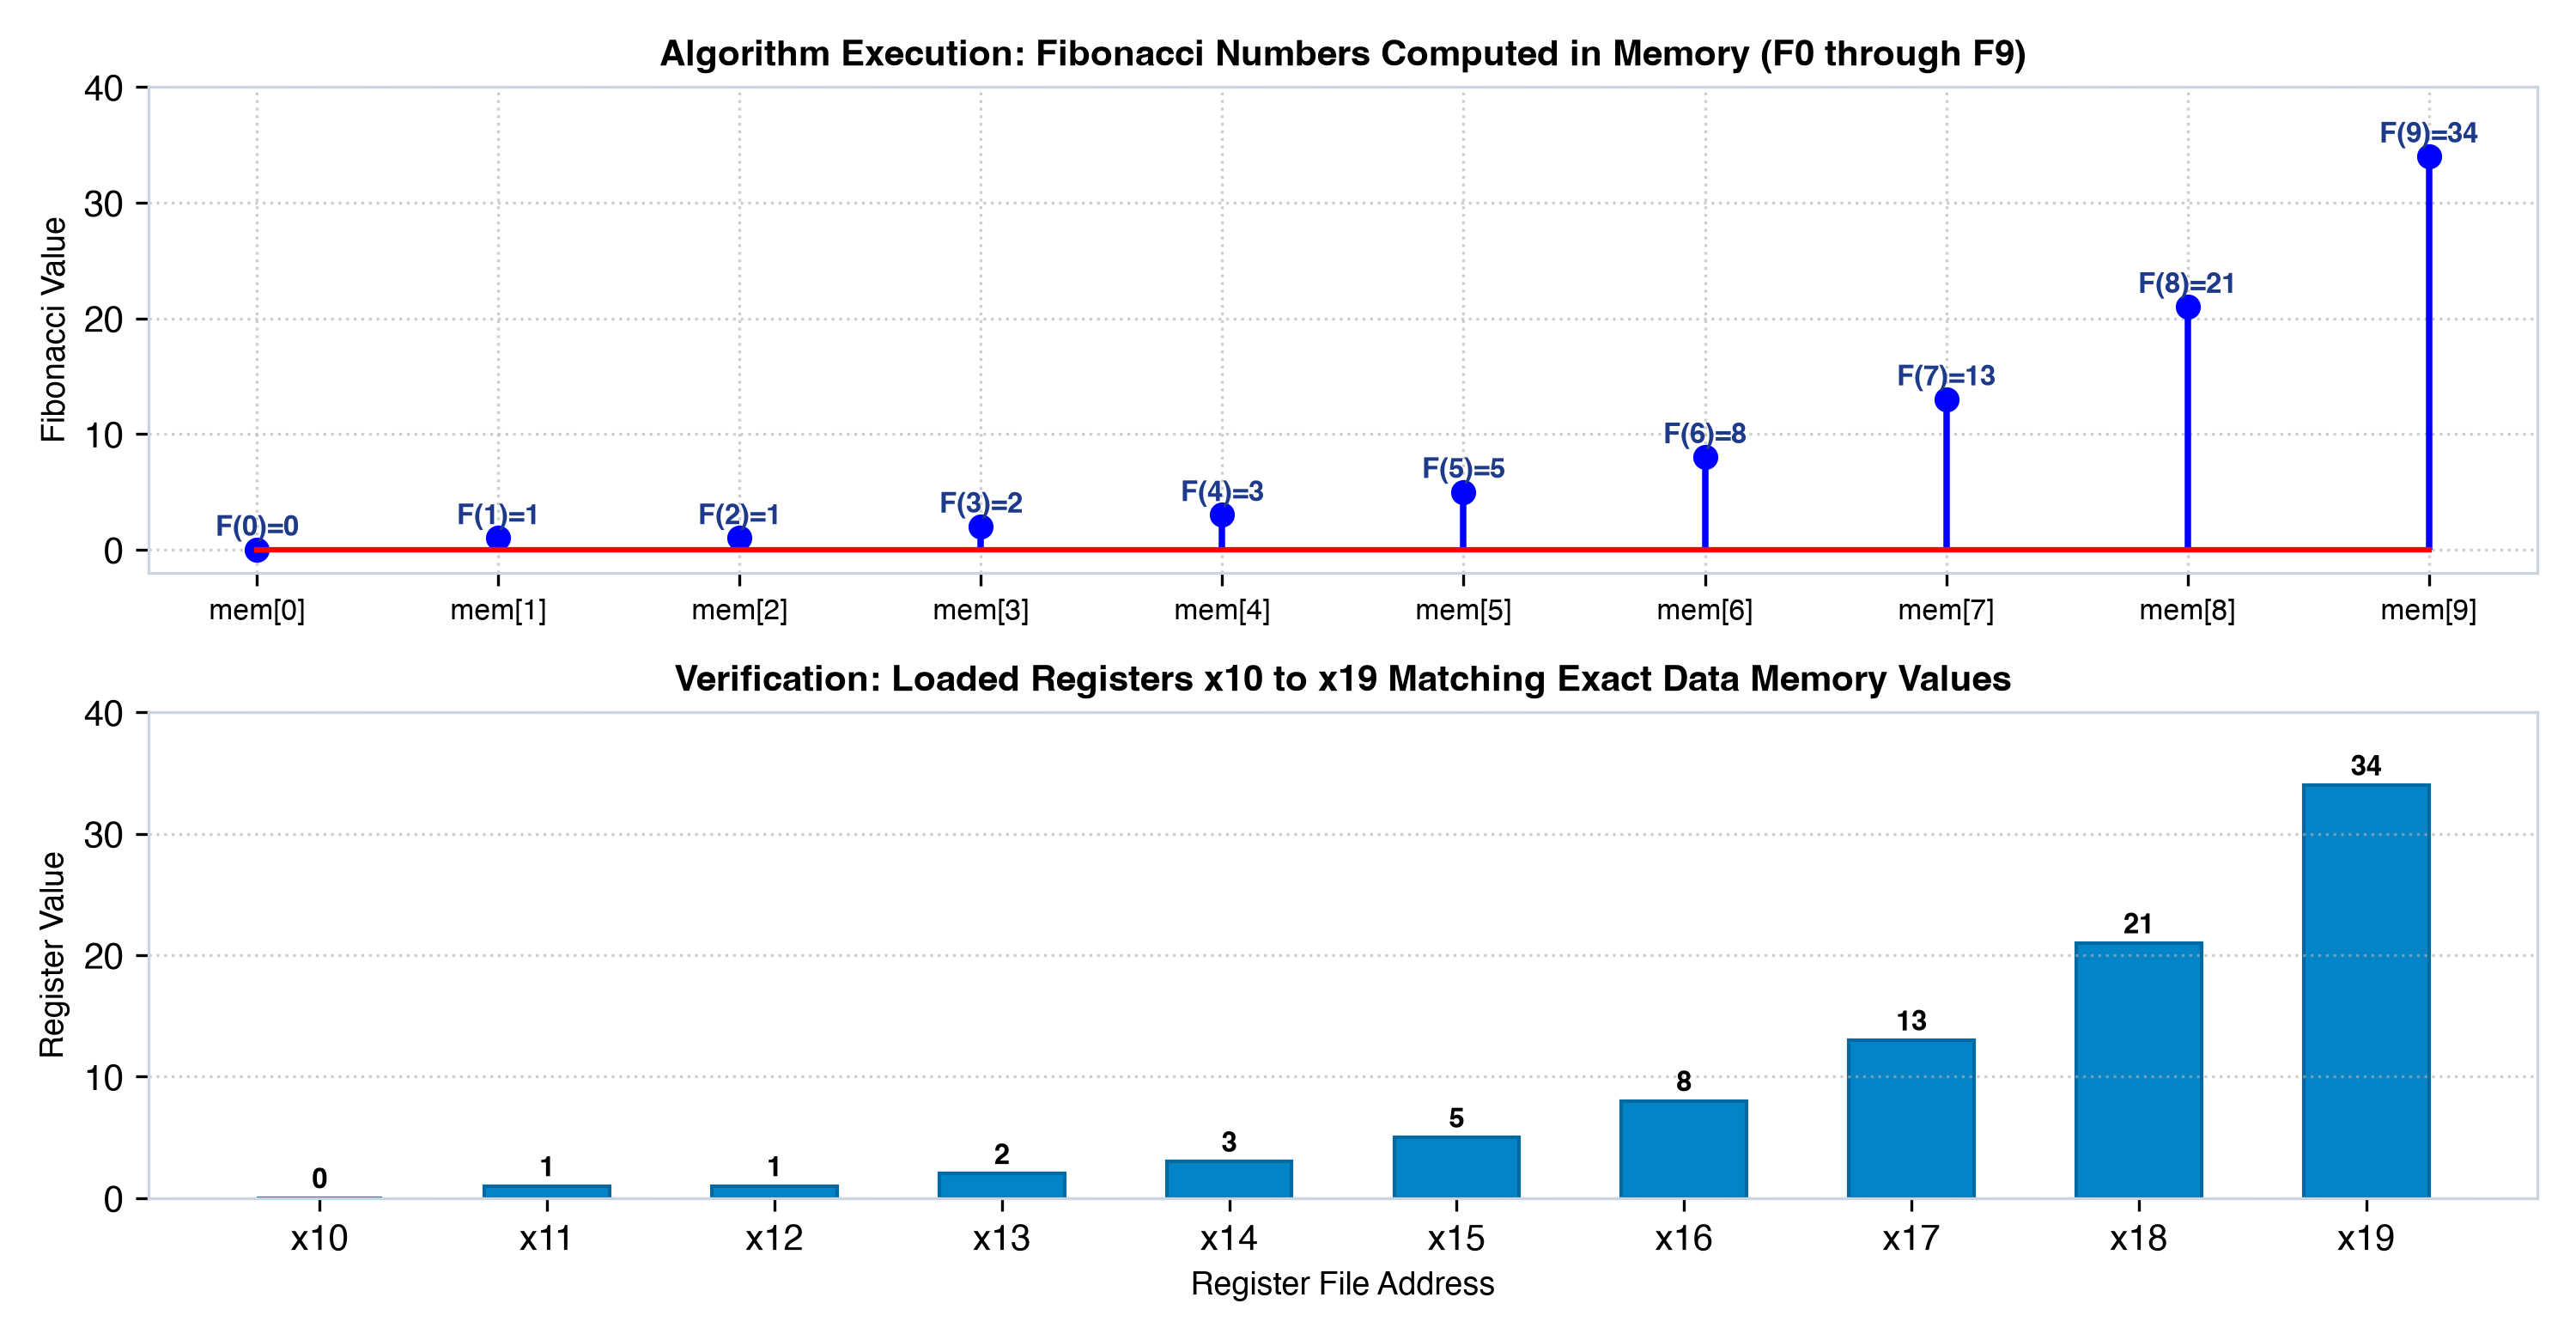 Algorithm Execution: Fibonacci Numbers Computed in Memory (F0 through F9)
40
30
20
10
0
Fibonacci Value
F(0)=0
F(1)=1
F(2)=1
F(3)=2
F(4)=3
F(5)=5
F(6)=8
F(7)=13
F(8)=21
F(9)=34
mem[0] mem[1] mem[2] mem[3] mem[4] mem[5] mem[6] mem[7] mem[8] mem[9]
Verification: Loaded Registers x10 to x19 Matching Exact Data Memory Values
40
30
20
10
0
Register Value
0
1
1
2
3
5
8
13
21
34
x10 x11 x12 x13 x14 x15 x16 x17 x18 x19
Register File Address